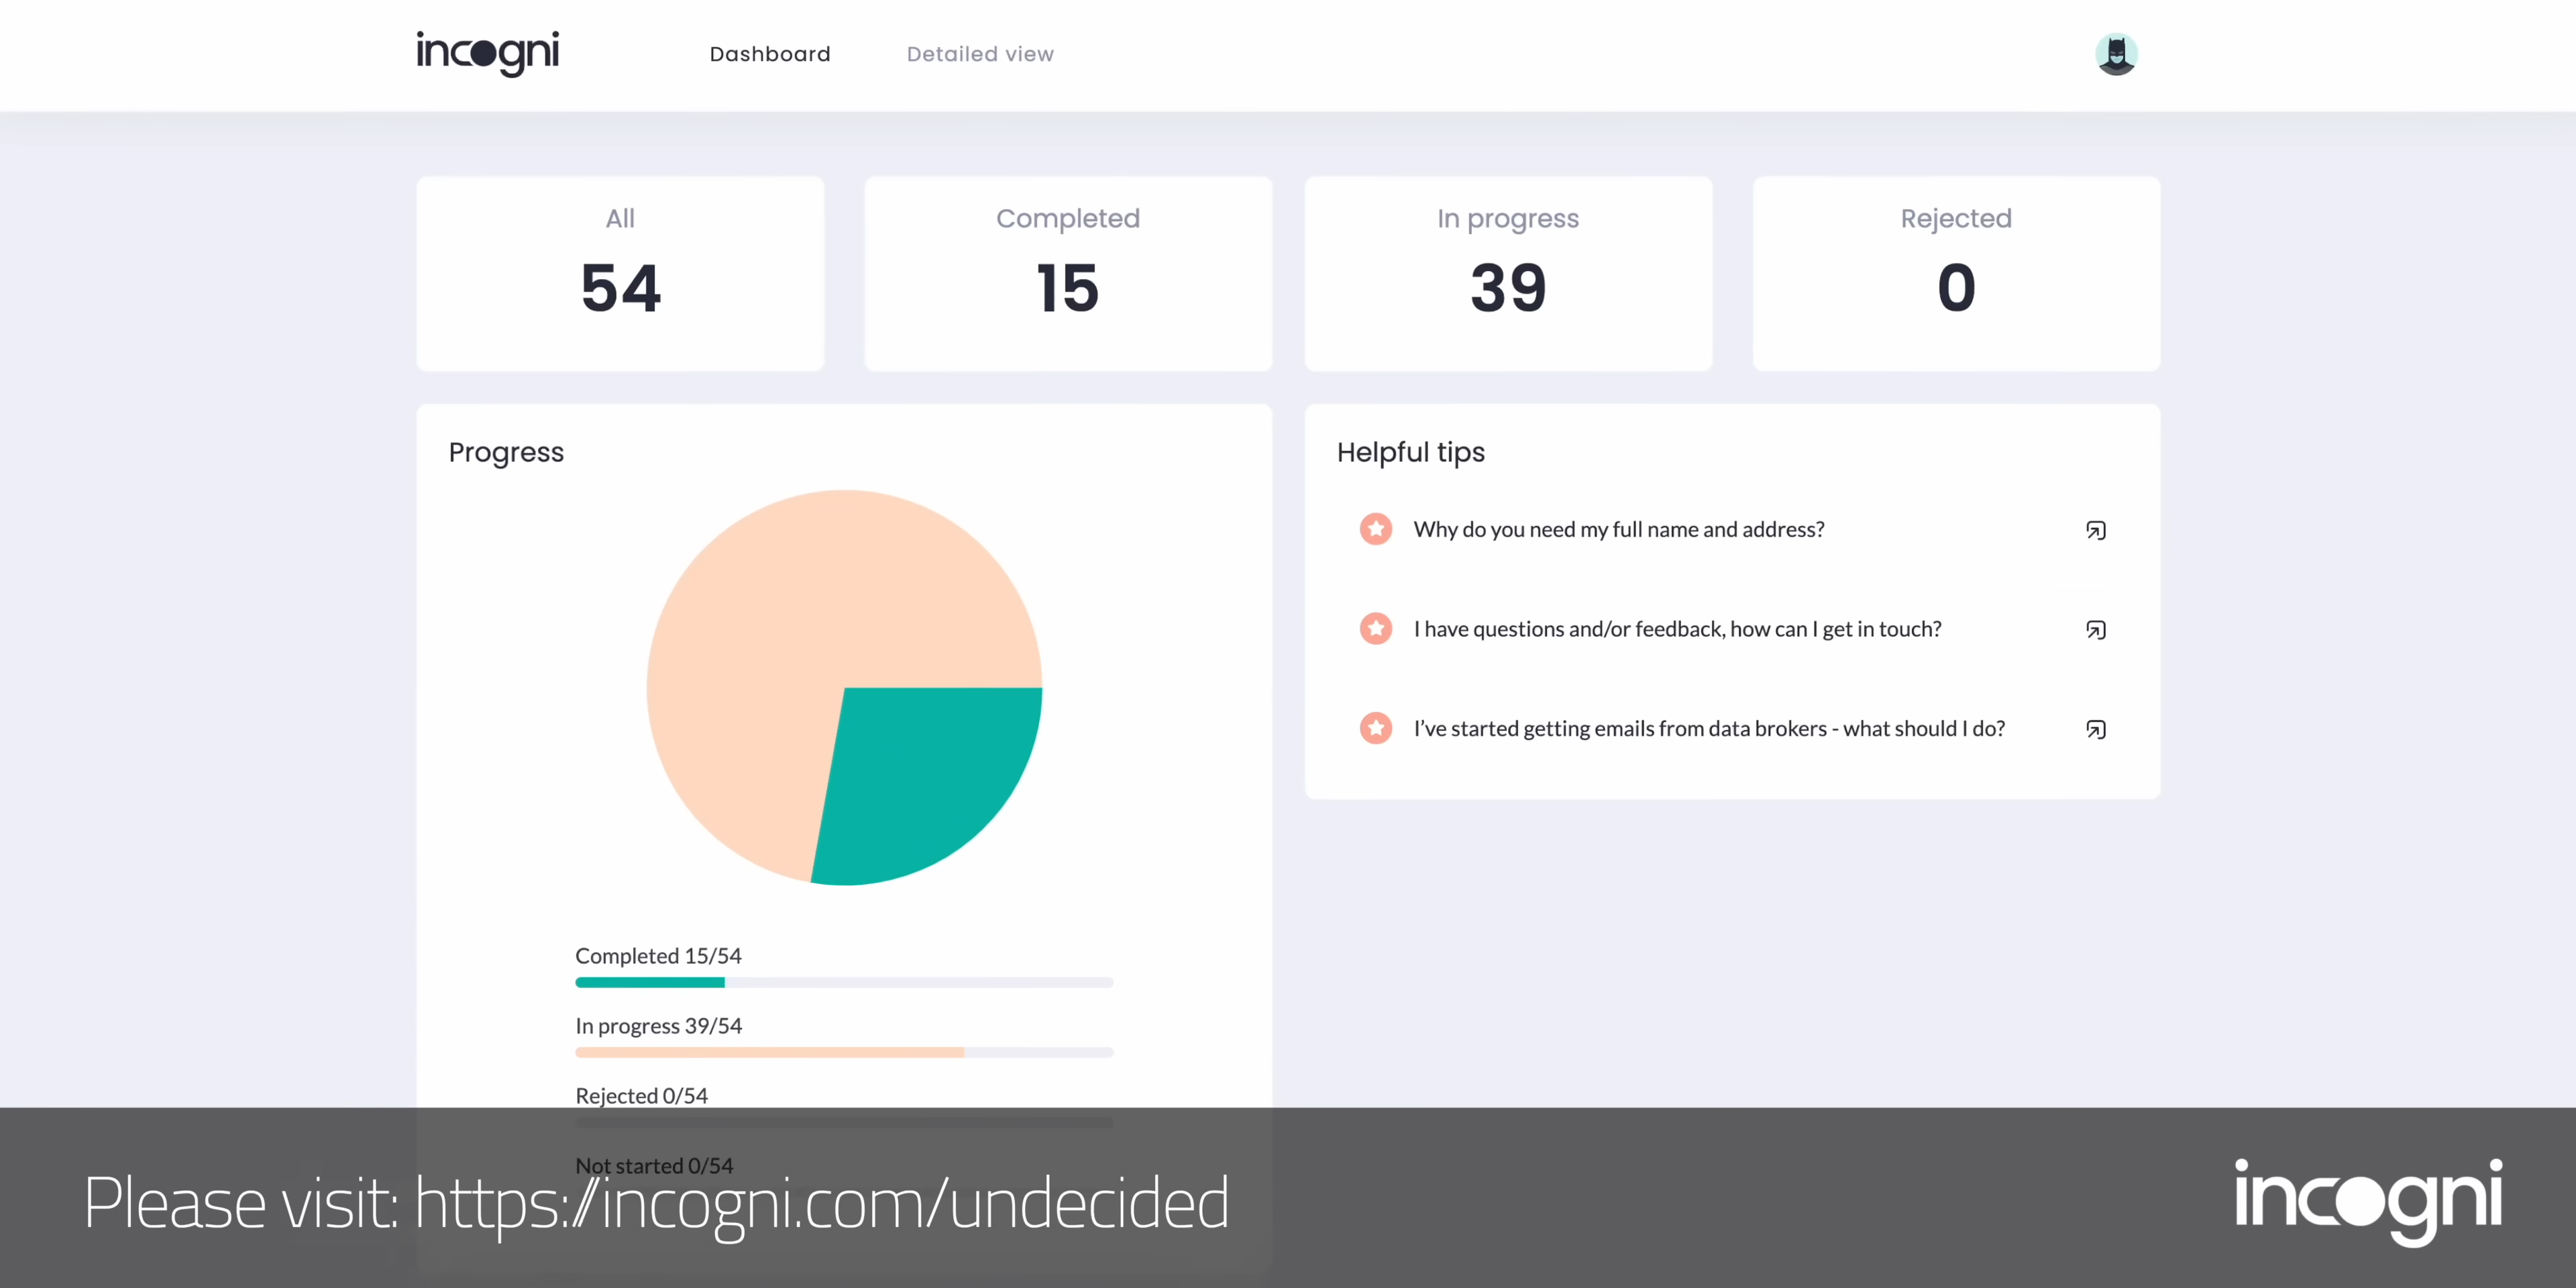 incogni
Dashboard
Detailed view
All
54
Completed
15
In progress
39
Rejected
0
Progress
Completed 15/54
In progress 39/54
Rejected 0/54
Not started 0/54
Helpful tips
Why do you need my full name and address?
I have questions and/or feedback, how can I get in touch?
I've started getting emails from data brokers - what should I do?
Please visit: https://incogni.com/undecided
incogni